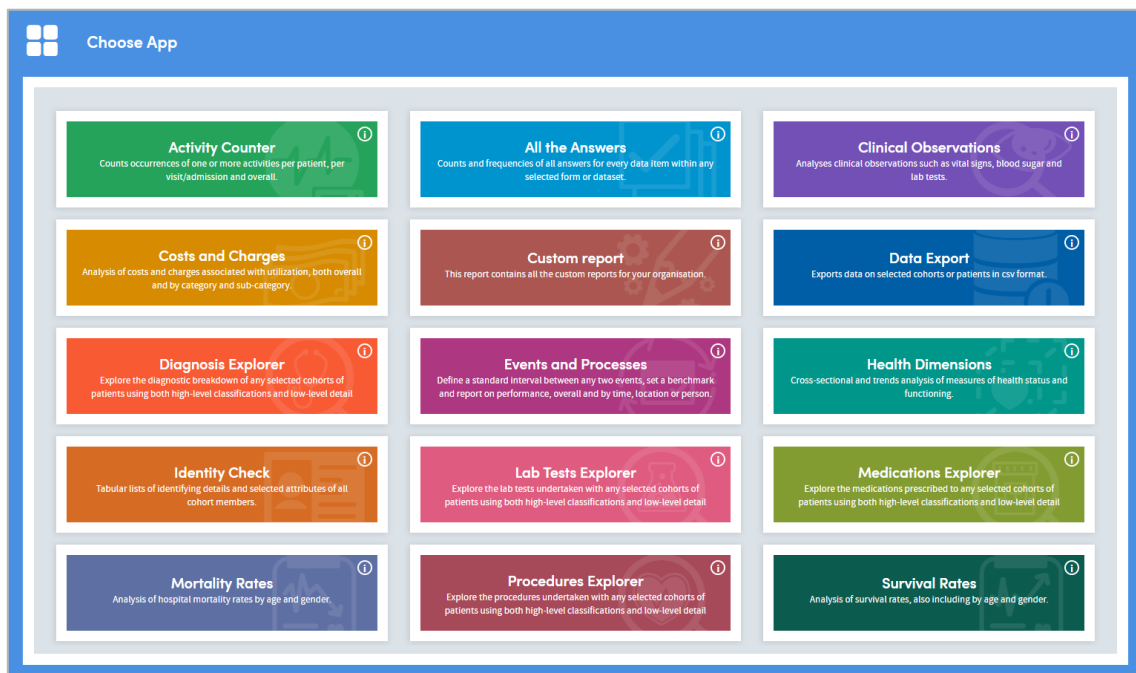 Choose App
Activity Counter
Counts occurrences of one or more activities per patient, per
visit/admission and overall.
All the Answers
Counts and frequencies of all answers for every data item within any
selected form or dataset.
Clinical Observations
Analyses clinical observations such as vital signs, blood sugar and
lab tests.
Costs and Charges
Analysis of costs and charges associated with utilization, both overall
and by category and sub-category.
Custom report
This report contains all the custom reports for your organisation.
Data Export
Exports data on selected cohorts or patients in csv format.
Diagnosis Explorer
Explore the diagnostic breakdown of any selected cohorts of
patients using both high-level classifications and low-level detail
Events and Processes
Define a standard interval between any two events, set a benchmark
and report on performance, overall and by time, location or person.
Health Dimensions
Cross-sectional and trends analysis of measures of health status and
functioning.
Identity Check
Tabular lists of identifying details and selected attributes of all
cohort members.
Lab Tests Explorer
Explore the lab tests undertaken with any selected cohorts of
patients using both high-level classifications and low-level detail
Medications Explorer
Explore the medications prescribed to any selected cohorts of
patients using both high-level classifications and low-level detail
Mortality Rates
Analysis of hospital mortality rates by age and gender.
Procedures Explorer
Explore the procedures undertaken with any selected cohorts of
patients using both high-level classifications and low-level detail
Survival Rates
Analysis of survival rates, also including by age and gender.